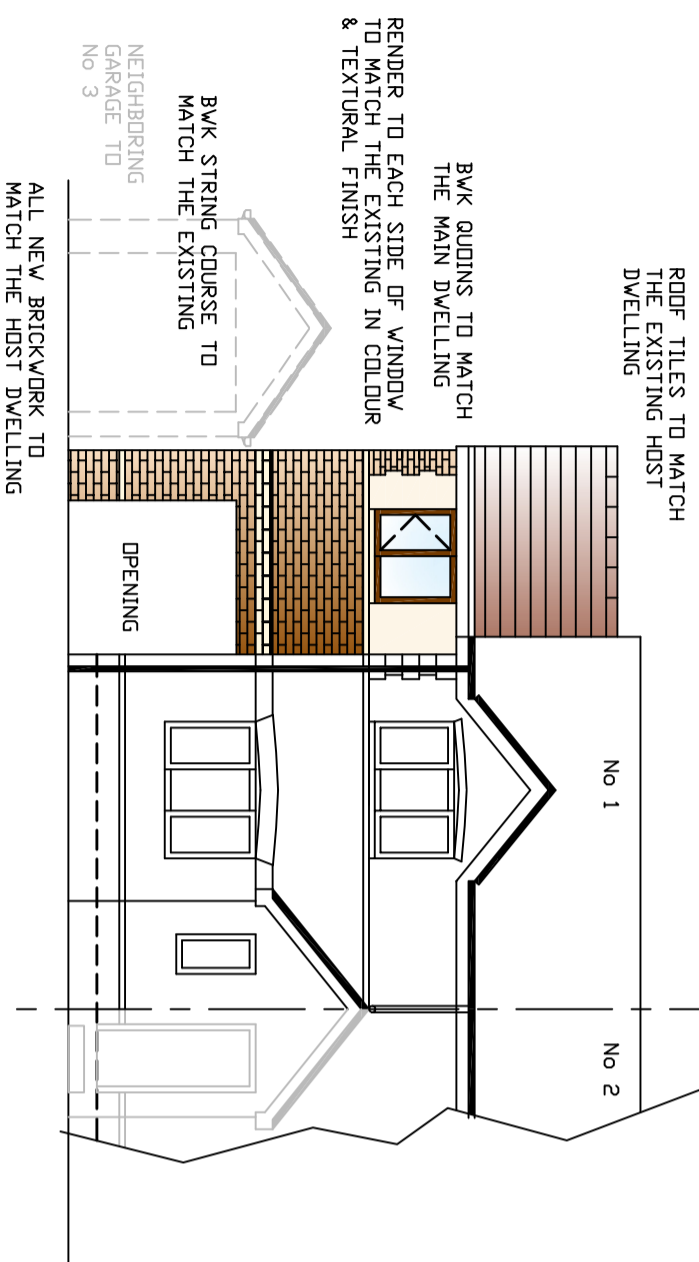 ROOF TILES TO MATCH
THE EXISTING HOST
DWELLING
BWK QUOINS TO MATCH
THE MAIN DWELLING
RENDER TO EACH SIDE OF WINDOW
TO MATCH THE EXISTING IN COLOUR
& TEXTURAL FINISH
BWK STRING COURSE TO
MATCH THE EXISTING
NEIGHBORING
GARAGE TO
No 3
ALL NEW BRICKWORK TO
MATCH THE HOST DWELLING
OPENING
No 1
No 2